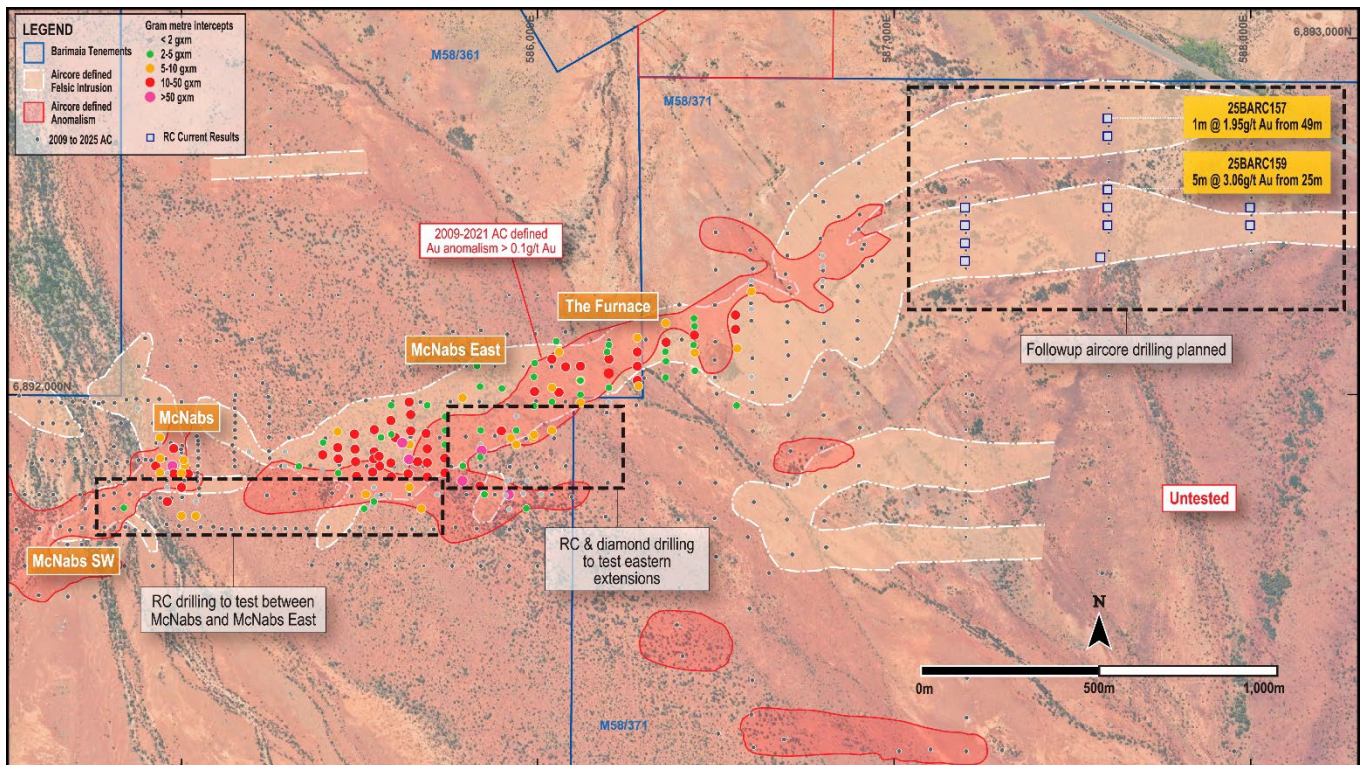 LEGEND
Barimaia Tenements
Aircore defined
Felsic Intrusion
Aircore defined
Anomalism
2009 to 2025 AC
Gram metre intercepts
< 2 gxm
2-5 gxm
5-10 gxm
10-50 gxm
>50 gxm
RC Current Results
M58/361
586,000E
M58/371
587,000E
588,000E
6,893,000N
25BARC157
1m @ 1.95g/t Au from 49m
25BARC159
5m @ 3.06g/t Au from 25m
2009-2021 AC defined
Au anomalism > 0.1g/t Au
The Furnace
McNabs East
Followup aircore drilling planned
6,892,000N
McNabs
Untested
McNabs SW
RC drilling to test between
McNabs and McNabs East
RC & diamond drilling
to test eastern
extensions
N
0m
500m
1,000m
M58/371